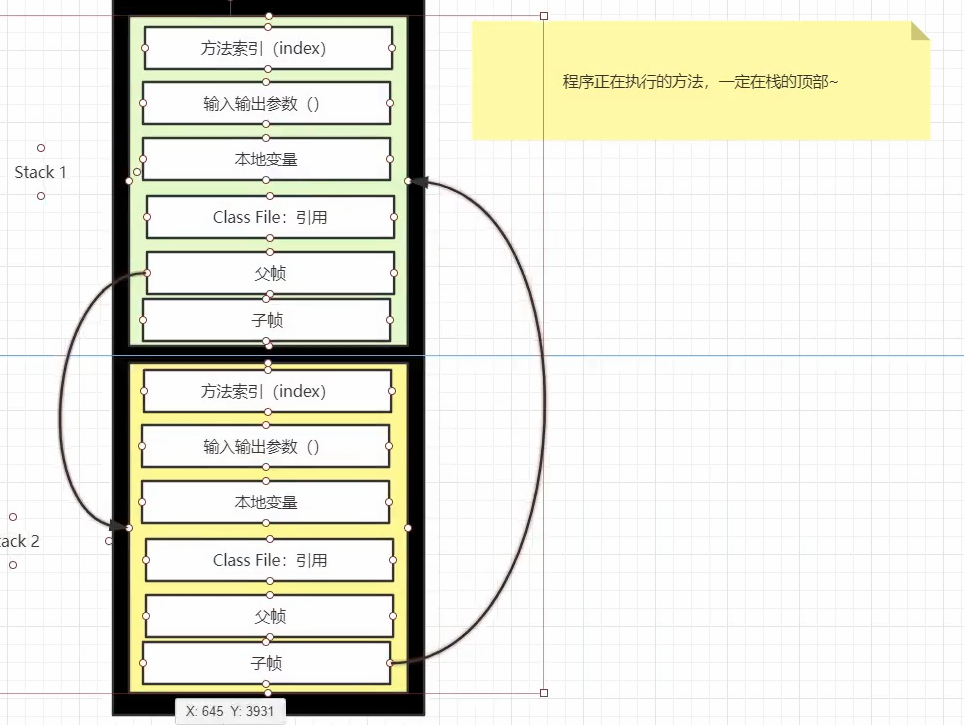 方法索引（index）
程序正在执行的方法，一定在栈的顶部~
输入输出参数（）
本地变量
Stack 1
Class File：引用
父帧
子帧
方法索引（index）
输入输出参数（）
本地变量
tack 2
Class File：引用
父帧
子帧
X: 645 Y: 3931